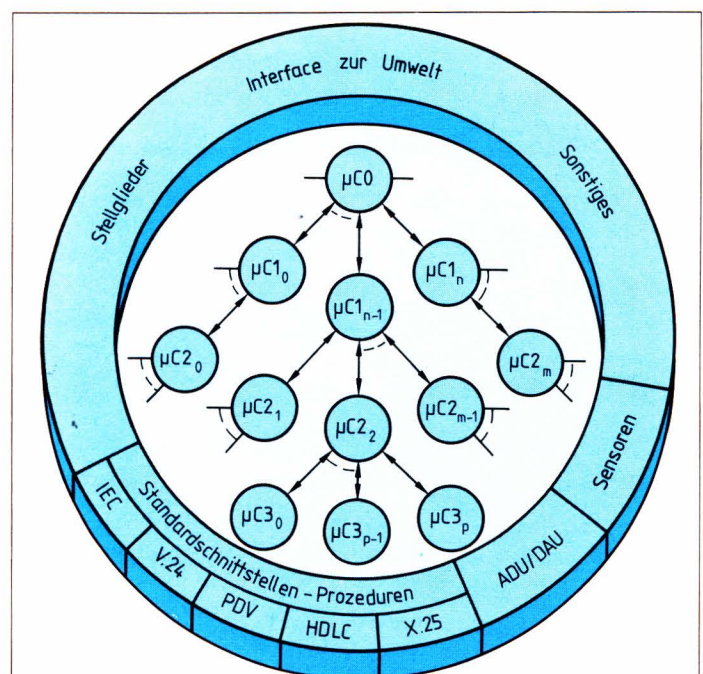 Interface zur Umwelt
Stellglieder
Sonstiges
µC0
µC1₀
µC1ₙ
µC1ₙ₋₁
µC2₀
µC2ₘ
µC2₁
µC2ₘ₋₁
µC2₂
µC3₀
µC3ₚ₋₁
µC3ₚ
Sensoren
ADU/DAU
Standardschnittstellen-Prozeduren
IEC
V.24
PDV
HDLC
X.25